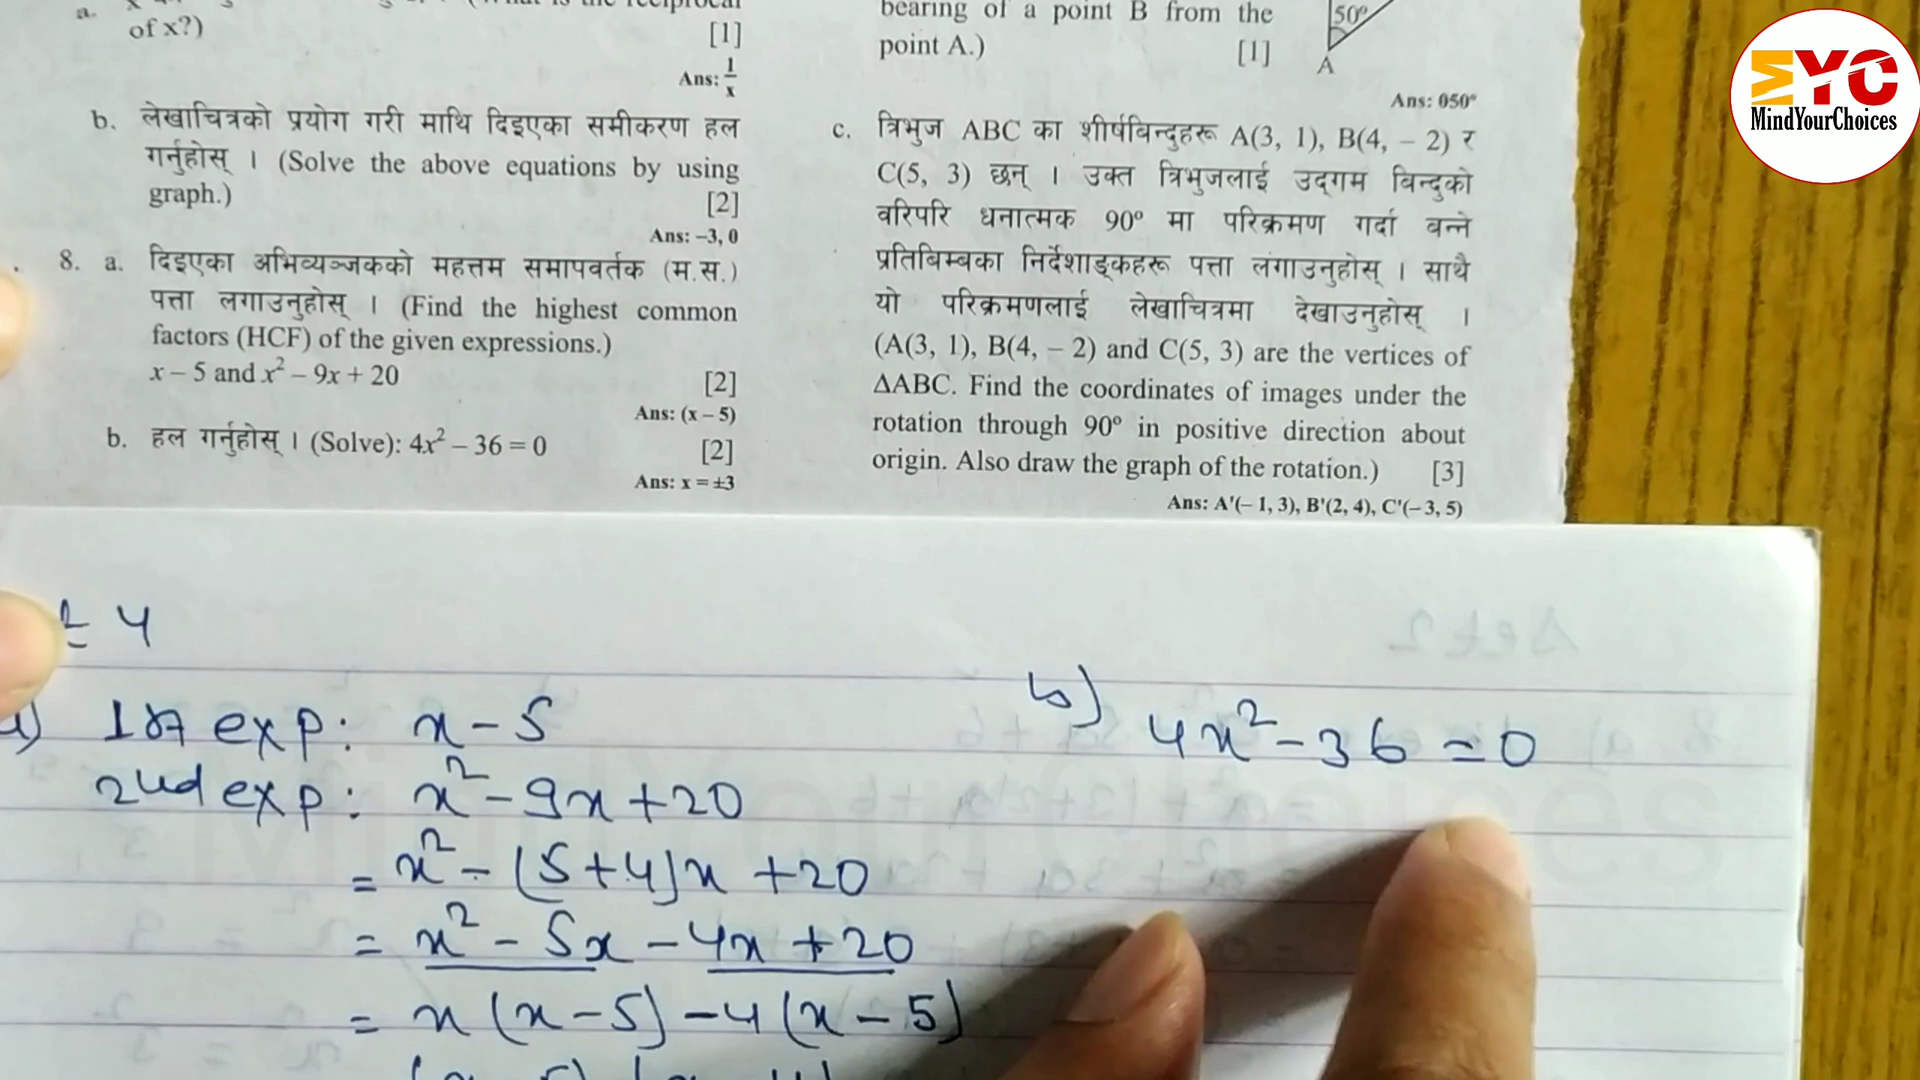 a.
of x?)
[1]
Ans: 1/x
b. लेखाचित्रको प्रयोग गरी माथि दिइएका समीकरण हल
गर्नुहोस् । (Solve the above equations by using
graph.) [2]
Ans: –3, 0
8. a. दिइएका अभिव्यञ्जकको महत्तम समापवर्तक (म.स.)
पत्ता लगाउनुहोस् । (Find the highest common
factors (HCF) of the given expressions.)
x – 5 and x² – 9x + 20 [2]
Ans: (x – 5)
b. हल गर्नुहोस् । (Solve): 4x² – 36 = 0 [2]
Ans: x = ±3
bearing of a point B from the
point A.) [1]
50°
A
Ans: 050°
c. त्रिभुज ABC का शीर्षबिन्दुहरू A(3, 1), B(4, – 2) र
C(5, 3) छन् । उक्त त्रिभुजलाई उद्गम बिन्दुको
वरिपरि धनात्मक 90° मा परिक्रमण गर्दा बन्ने
प्रतिबिम्बका निर्देशाङ्कहरू पत्ता लगाउनुहोस् । साथै
यो परिक्रमणलाई लेखाचित्रमा देखाउनुहोस् ।
(A(3, 1), B(4, – 2) and C(5, 3) are the vertices of
ΔABC. Find the coordinates of images under the
rotation through 90° in positive direction about
origin. Also draw the graph of the rotation.) [3]
Ans: A'(– 1, 3), B'(2, 4), C'(– 3, 5)
MYC
MindYourChoices
4
a) 1st exp: x – 5
2nd exp: x² – 9x + 20
= x² – (5+4)x + 20
= x² – 5x – 4x + 20
= x (x – 5) – 4 (x – 5)
b) 4x² – 36 = 0